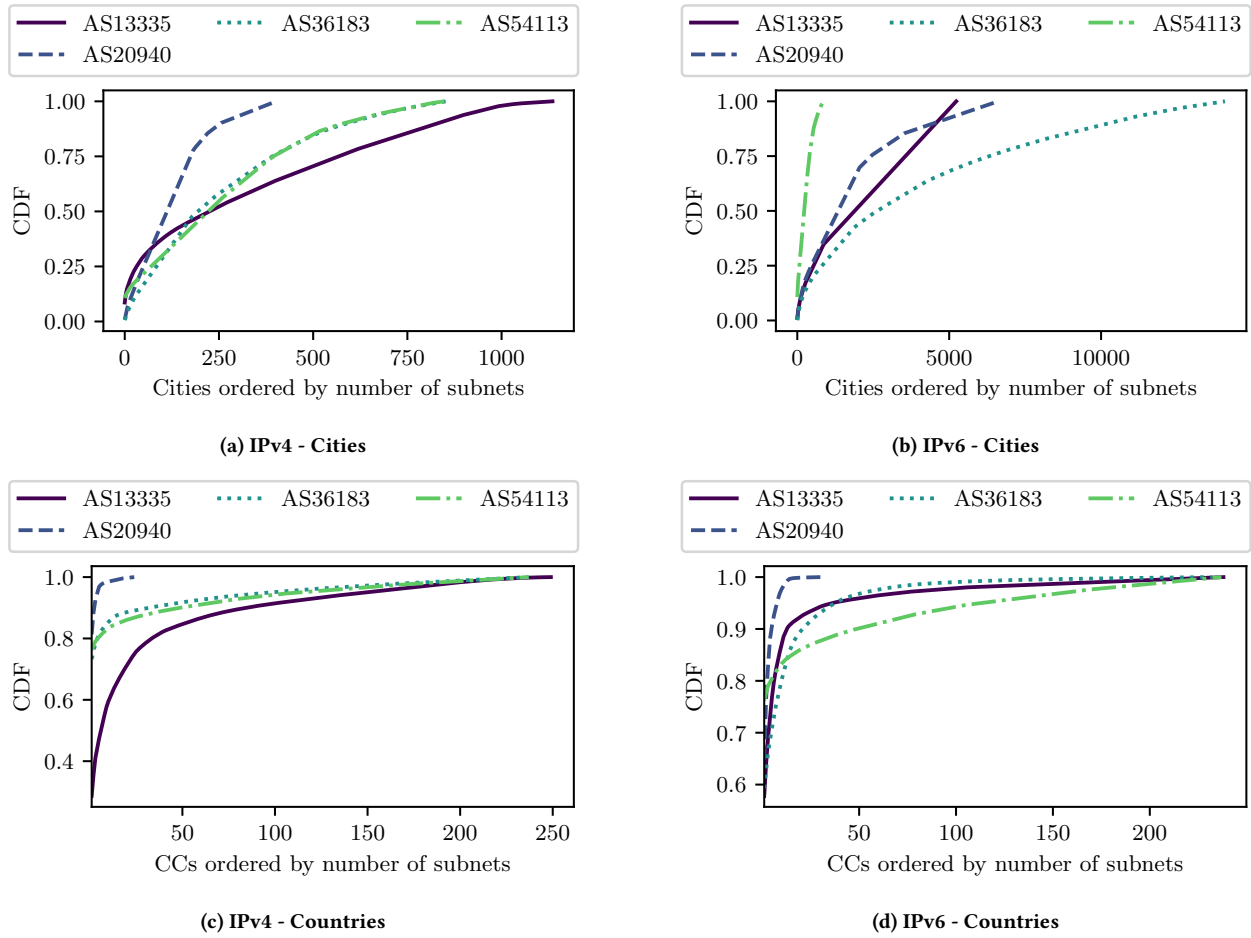 AS13335 AS36183 AS54113
AS20940
1.00
0.75
0.50
0.25
0.00
CDF
0 250 500 750 1000
Cities ordered by number of subnets
(a) IPv4 - Cities
AS13335 AS36183 AS54113
AS20940
1.00
0.75
0.50
0.25
0.00
CDF
0 5000 10000
Cities ordered by number of subnets
(b) IPv6 - Cities
AS13335 AS36183 AS54113
AS20940
1.0
0.8
0.6
0.4
CDF
50 100 150 200 250
CCs ordered by number of subnets
(c) IPv4 - Countries
AS13335 AS36183 AS54113
AS20940
1.0
0.9
0.8
0.7
0.6
CDF
50 100 150 200
CCs ordered by number of subnets
(d) IPv6 - Countries